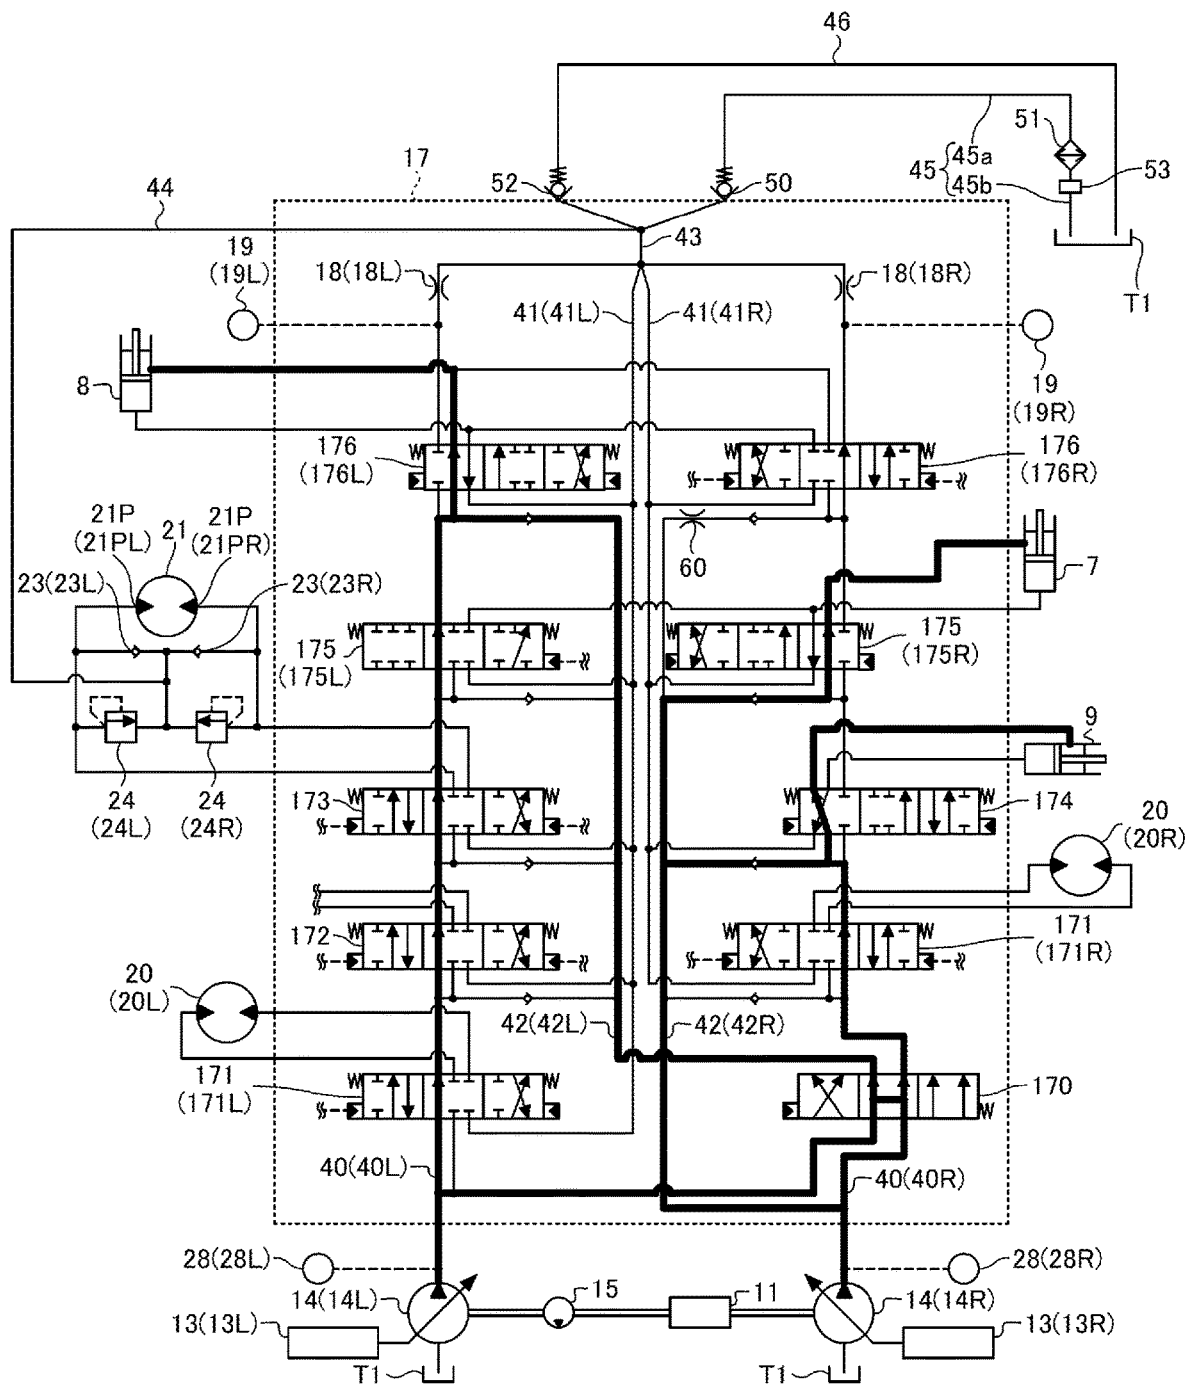 46
51
45
45a
45b
53
17
52
50
44
43
T1
19
(19L)
18(18L)
18(18R)
41(41L)
41(41R)
8
19
(19R)
176
(176L)
176
(176R)
21P
(21PL)
21
21P
(21PR)
23(23L)
23(23R)
60
7
175
(175L)
175
(175R)
9
24
(24L)
24
(24R)
173
174
20
(20R)
172
171
(171R)
20
(20L)
42(42L)
42(42R)
171
(171L)
170
40(40L)
40(40R)
28(28L)
28(28R)
14(14L)
15
11
14(14R)
13(13L)
13(13R)
T1
T1